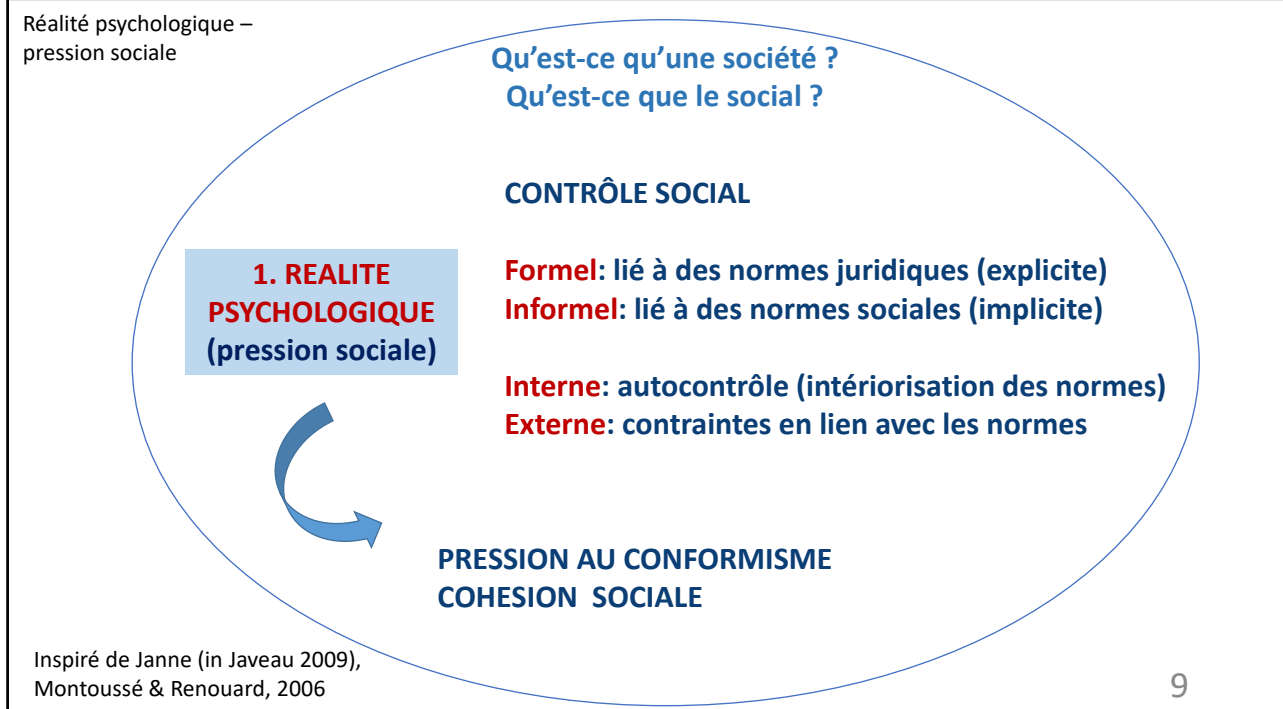 Réalité psychologique –
pression sociale
Qu’est-ce qu’une société ?
Qu’est-ce que le social ?
CONTRÔLE SOCIAL
1. REALITE
PSYCHOLOGIQUE
(pression sociale)
Formel: lié à des normes juridiques (explicite)
Informel: lié à des normes sociales (implicite)
Interne: autocontrôle (intériorisation des normes)
Externe: contraintes en lien avec les normes
PRESSION AU CONFORMISME
COHESION SOCIALE
Inspiré de Janne (in Javeau 2009),
Montoussé & Renouard, 2006
9